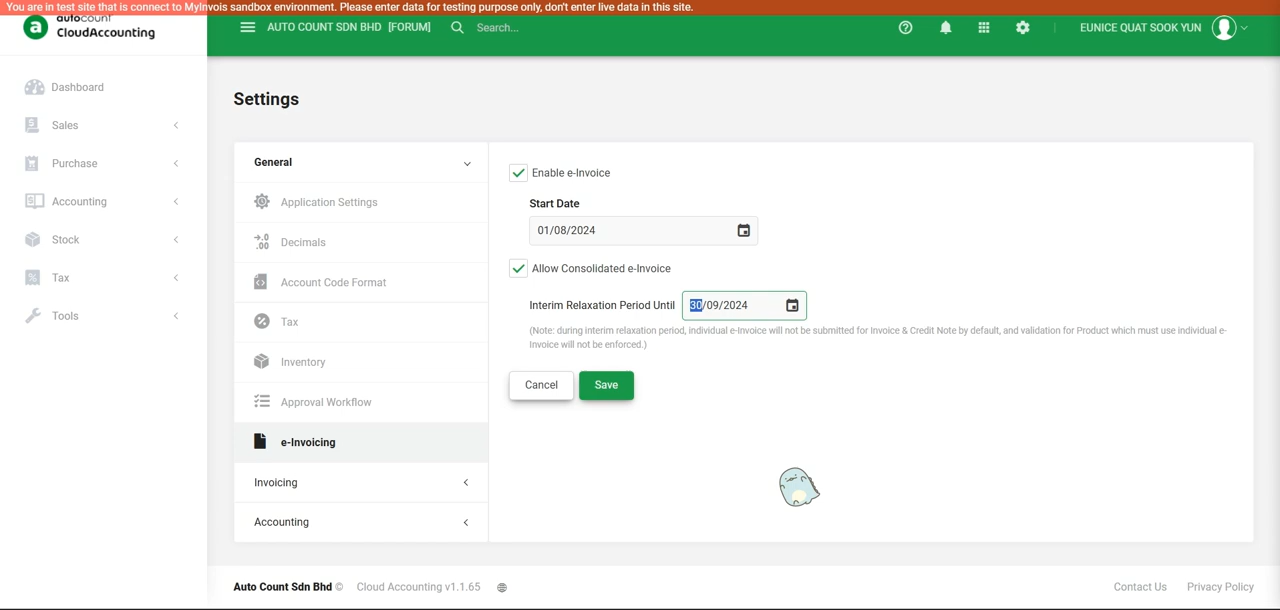 You are in test site that is connect to MyInvois sandbox environment. Please enter data for testing purpose only, don't enter live data in this site.
autocount
CloudAccounting
AUTO COUNT SDN BHD [FORUM]
Search...
EUNICE QUAT SOOK YUN
Dashboard
Sales
Purchase
Accounting
Stock
Tax
Tools
Settings
General
Application Settings
Decimals
Account Code Format
Tax
Inventory
Approval Workflow
e-Invoicing
Invoicing
Accounting
Enable e-Invoice
Start Date
01/08/2024
Allow Consolidated e-Invoice
Interim Relaxation Period Until 30/09/2024
(Note: during interim relaxation period, individual e-Invoice will not be submitted for Invoice & Credit Note by default, and validation for Product which must use individual e-
Invoice will not be enforced.)
Cancel Save
Auto Count Sdn Bhd © Cloud Accounting v1.1.65
Contact Us Privacy Policy